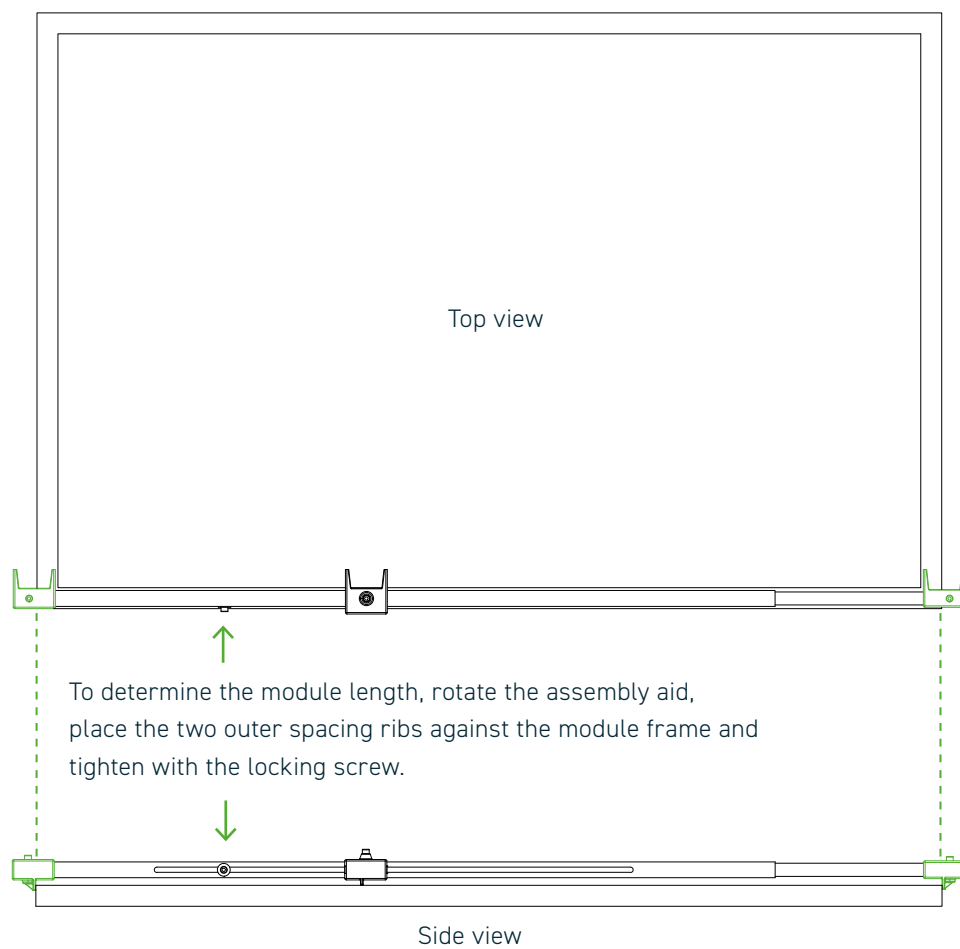 Top view
To determine the module length, rotate the assembly aid,
place the two outer spacing ribs against the module frame and
tighten with the locking screw.
Side view